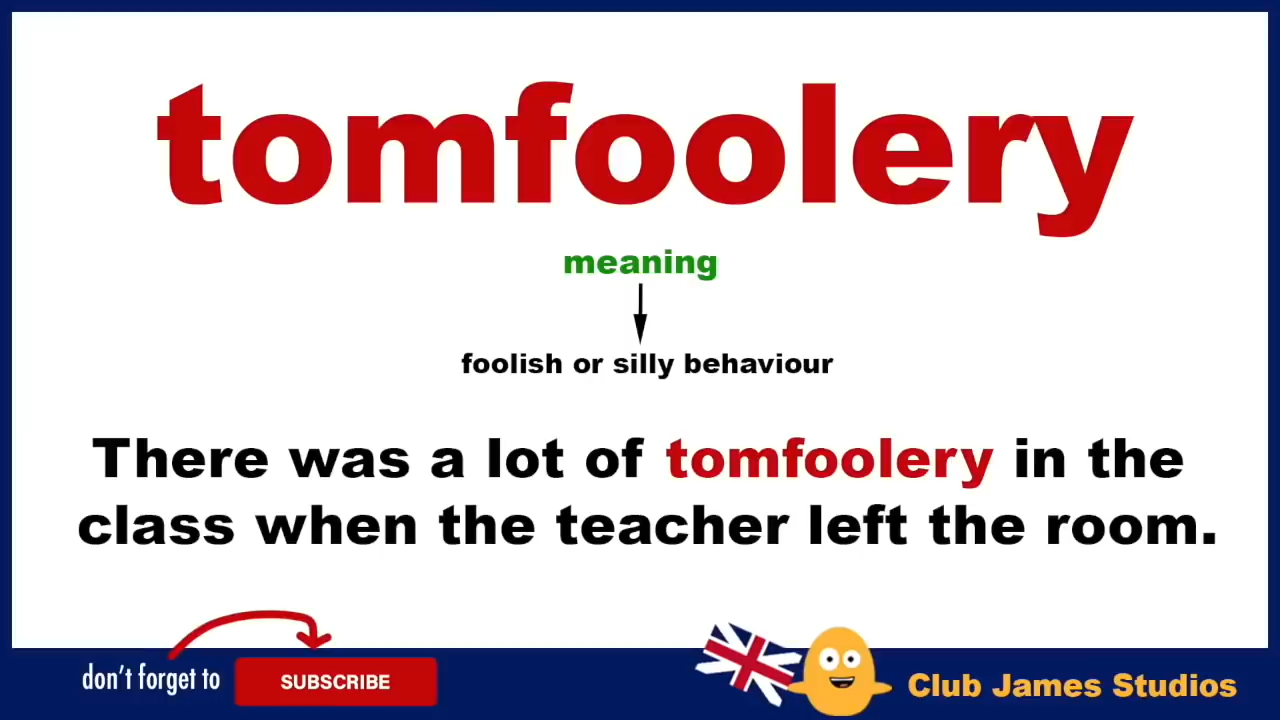 tomfoolery
meaning
foolish or silly behaviour
There was a lot of tomfoolery in the
class when the teacher left the room.
don't forget to SUBSCRIBE
Club James Studios